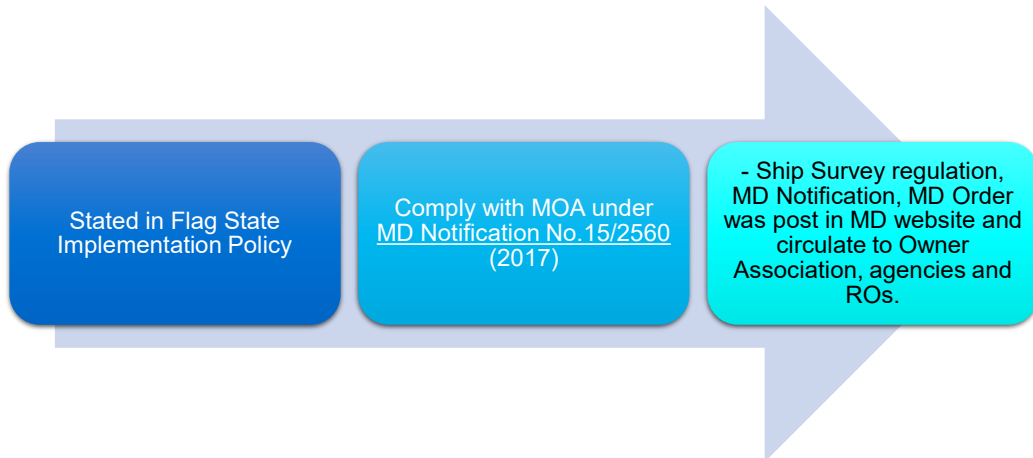 Stated in Flag State
Implementation Policy
Comply with MOA under
MD Notification No.15/2560
(2017)
- Ship Survey regulation,
MD Notification, MD Order
was post in MD website and
circulate to Owner
Association, agencies and
ROs.